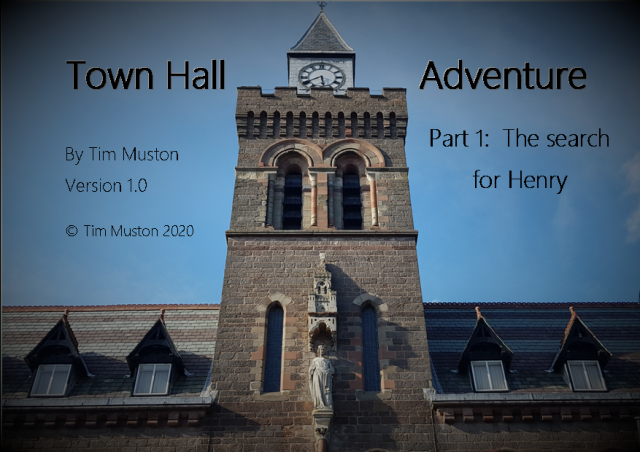 Town Hall Adventure
Part 1: The search
for Henry
By Tim Muston
Version 1.0
© Tim Muston 2020